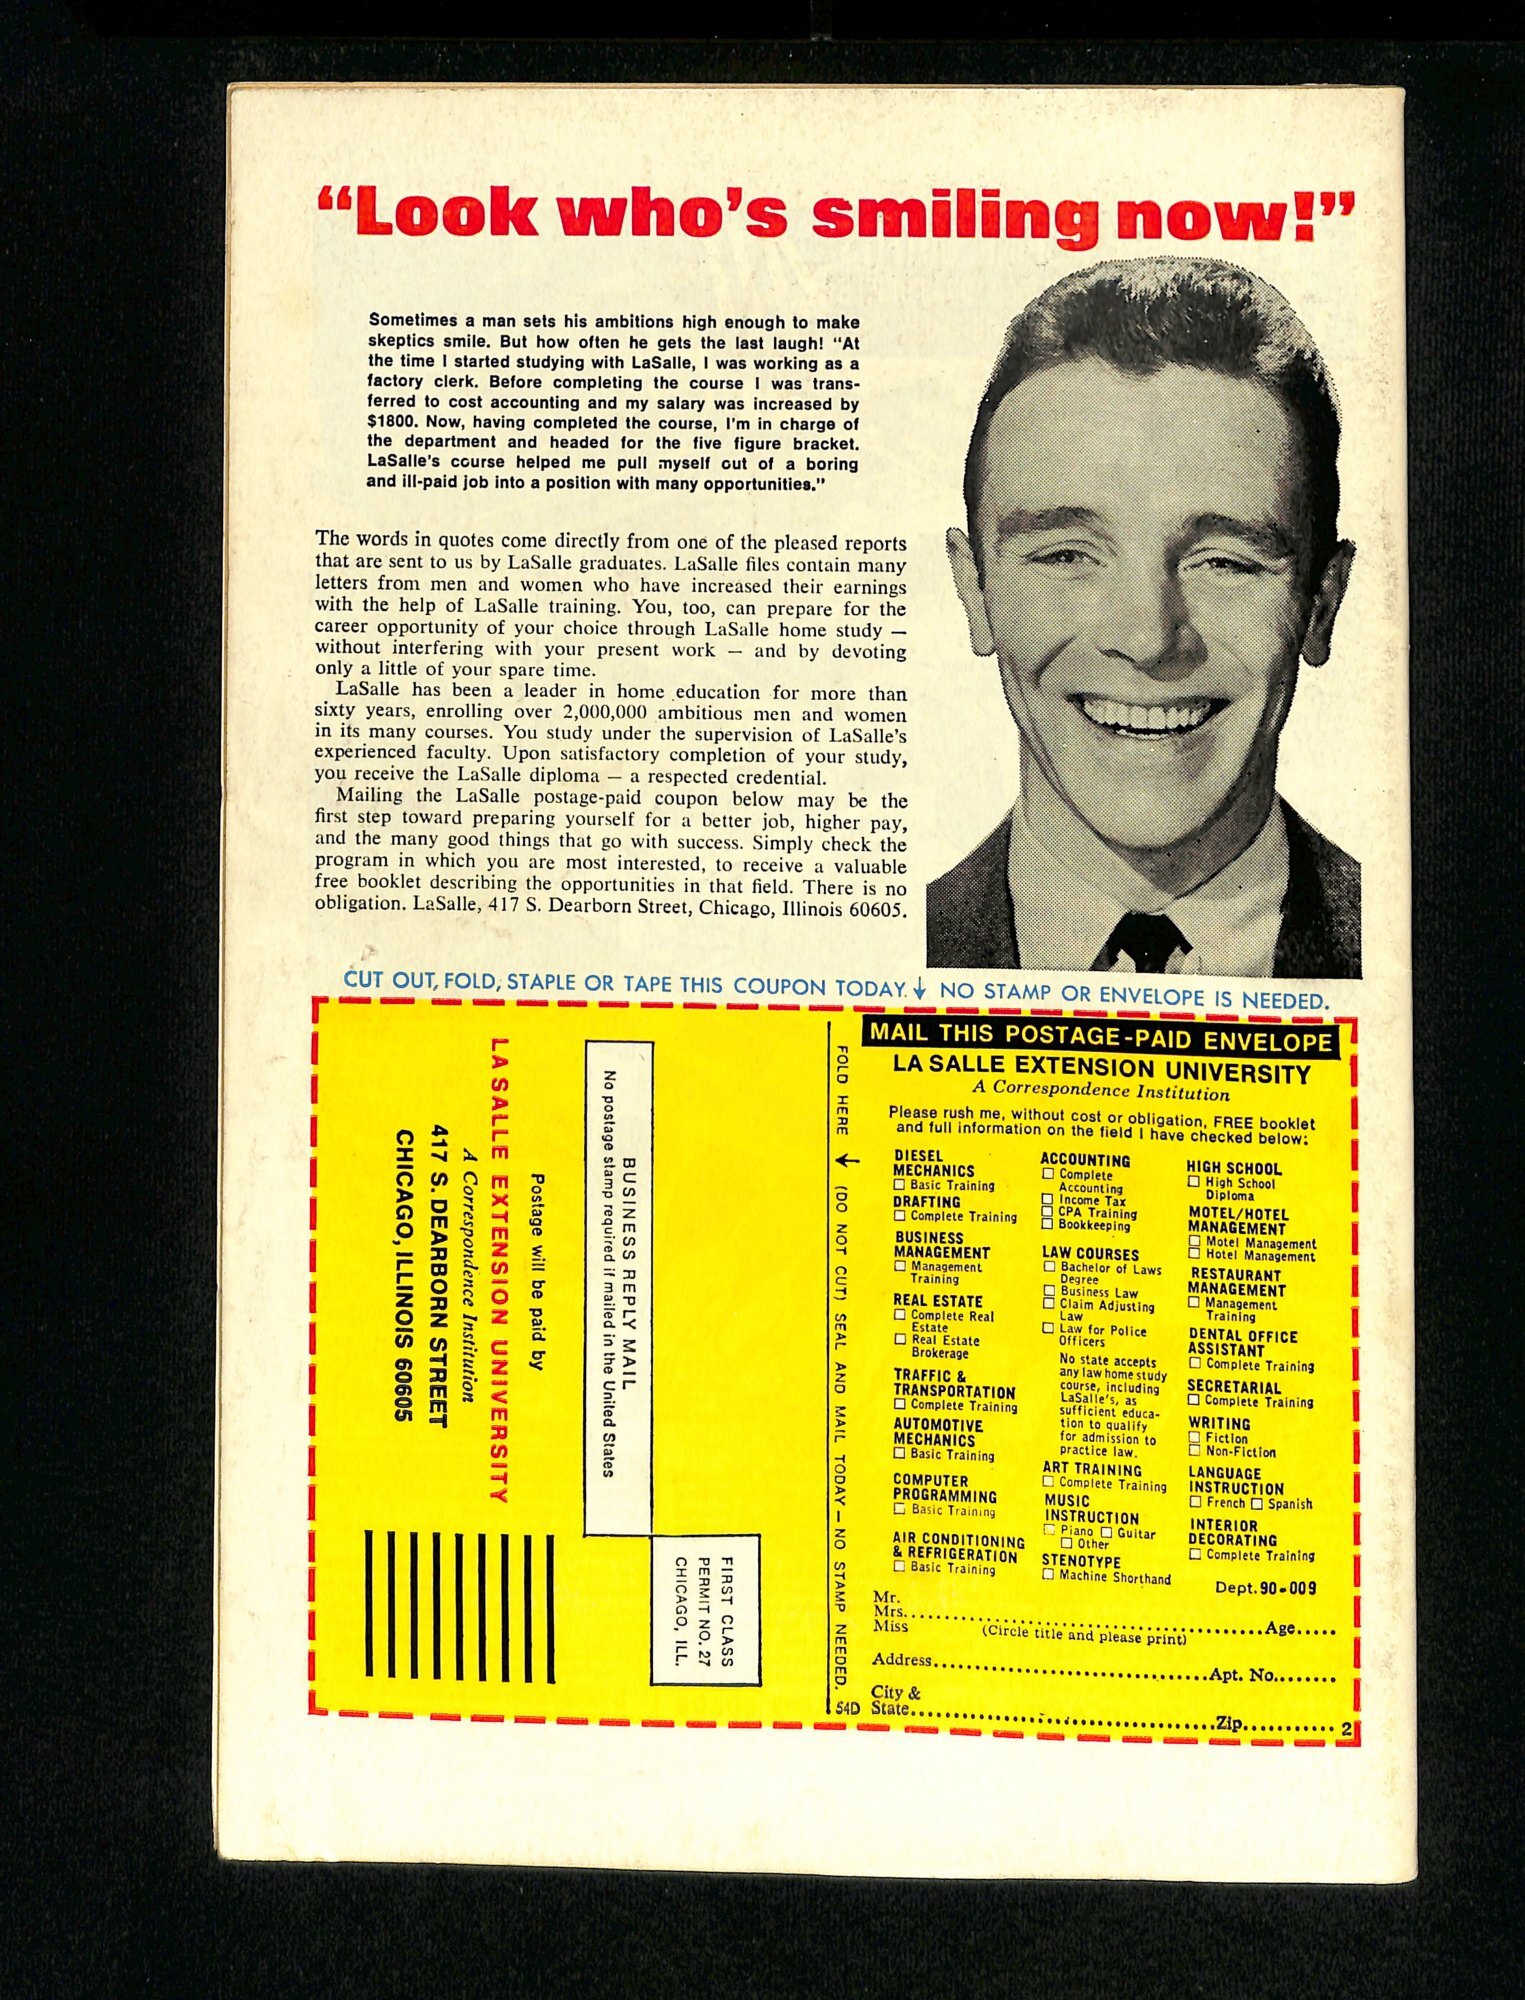 “Look who’s smiling now!”
Sometimes a man sets his ambitions high enough to make
skeptics smile. But how often he gets the last laugh! “At
the time I started studying with LaSalle, I was working as a
factory clerk. Before completing the course I was trans-
ferred to cost accounting and my salary was increased by
$1800. Now, having completed the course, I’m in charge of
the department and headed for the five figure bracket.
LaSalle’s course helped me pull myself out of a boring
and ill-paid job into a position with many opportunities.”
The words in quotes come directly from one of the pleased reports
that are sent to us by LaSalle graduates. LaSalle files contain many
letters from men and women who have increased their earnings
with the help of LaSalle training. You, too, can prepare for the
career opportunity of your choice through LaSalle home study —
without interfering with your present work — and by devoting
only a little of your spare time.
LaSalle has been a leader in home education for more than
sixty years, enrolling over 2,000,000 ambitious men and women
in its many courses. You study under the supervision of LaSalle’s
experienced faculty. Upon satisfactory completion of your study,
you receive the LaSalle diploma — a respected credential.
Mailing the LaSalle postage-paid coupon below may be the
first step toward preparing yourself for a better job, higher pay,
and the many good things that go with success. Simply check the
program in which you are most interested, to receive a valuable
free booklet describing the opportunities in that field. There is no
obligation. LaSalle, 417 S. Dearborn Street, Chicago, Illinois 60605.
CUT OUT, FOLD, STAPLE OR TAPE THIS COUPON TODAY. ↓ NO STAMP OR ENVELOPE IS NEEDED.
FIRST CLASS
PERMIT NO. 27
CHICAGO, ILL.
BUSINESS REPLY MAIL
No postage stamp required if mailed in the United States
Postage will be paid by
LA SALLE EXTENSION UNIVERSITY
A Correspondence Institution
417 S. DEARBORN STREET
CHICAGO, ILLINOIS 60605
FOLD HERE ↓ (DO NOT CUT) SEAL AND MAIL TODAY — NO STAMP NEEDED.
54D
MAIL THIS POSTAGE-PAID ENVELOPE
LA SALLE EXTENSION UNIVERSITY
A Correspondence Institution
Please rush me, without cost or obligation, FREE booklet
and full information on the field I have checked below:
DIESEL
MECHANICS
☐ Basic Training
DRAFTING
☐ Complete Training
BUSINESS
MANAGEMENT
☐ Management
Training
REAL ESTATE
☐ Complete Real
Estate
☐ Real Estate
Brokerage
TRAFFIC &
TRANSPORTATION
☐ Complete Training
AUTOMOTIVE
MECHANICS
☐ Basic Training
COMPUTER
PROGRAMMING
☐ Basic Training
AIR CONDITIONING
& REFRIGERATION
☐ Basic Training
ACCOUNTING
☐ Complete
Accounting
☐ Income Tax
☐ CPA Training
☐ Bookkeeping
LAW COURSES
☐ Bachelor of Laws
Degree
☐ Business Law
☐ Claim Adjusting
Law
☐ Law for Police
Officers
No state accepts
any law home study
course, including
LaSalle’s, as
sufficient educa-
tion to qualify
for admission to
practice law.
ART TRAINING
☐ Complete Training
MUSIC
INSTRUCTION
☐ Piano ☐ Guitar
☐ Other
STENOTYPE
☐ Machine Shorthand
HIGH SCHOOL
☐ High School
Diploma
MOTEL/HOTEL
MANAGEMENT
☐ Motel Management
☐ Hotel Management
RESTAURANT
MANAGEMENT
☐ Management
Training
DENTAL OFFICE
ASSISTANT
☐ Complete Training
SECRETARIAL
☐ Complete Training
WRITING
☐ Fiction
☐ Non-Fiction
LANGUAGE
INSTRUCTION
☐ French ☐ Spanish
INTERIOR
DECORATING
☐ Complete Training
Dept. 90-009
Mr.
Mrs. Age
Miss (Circle title and please print)
Address Apt. No.
City &
State Zip 2